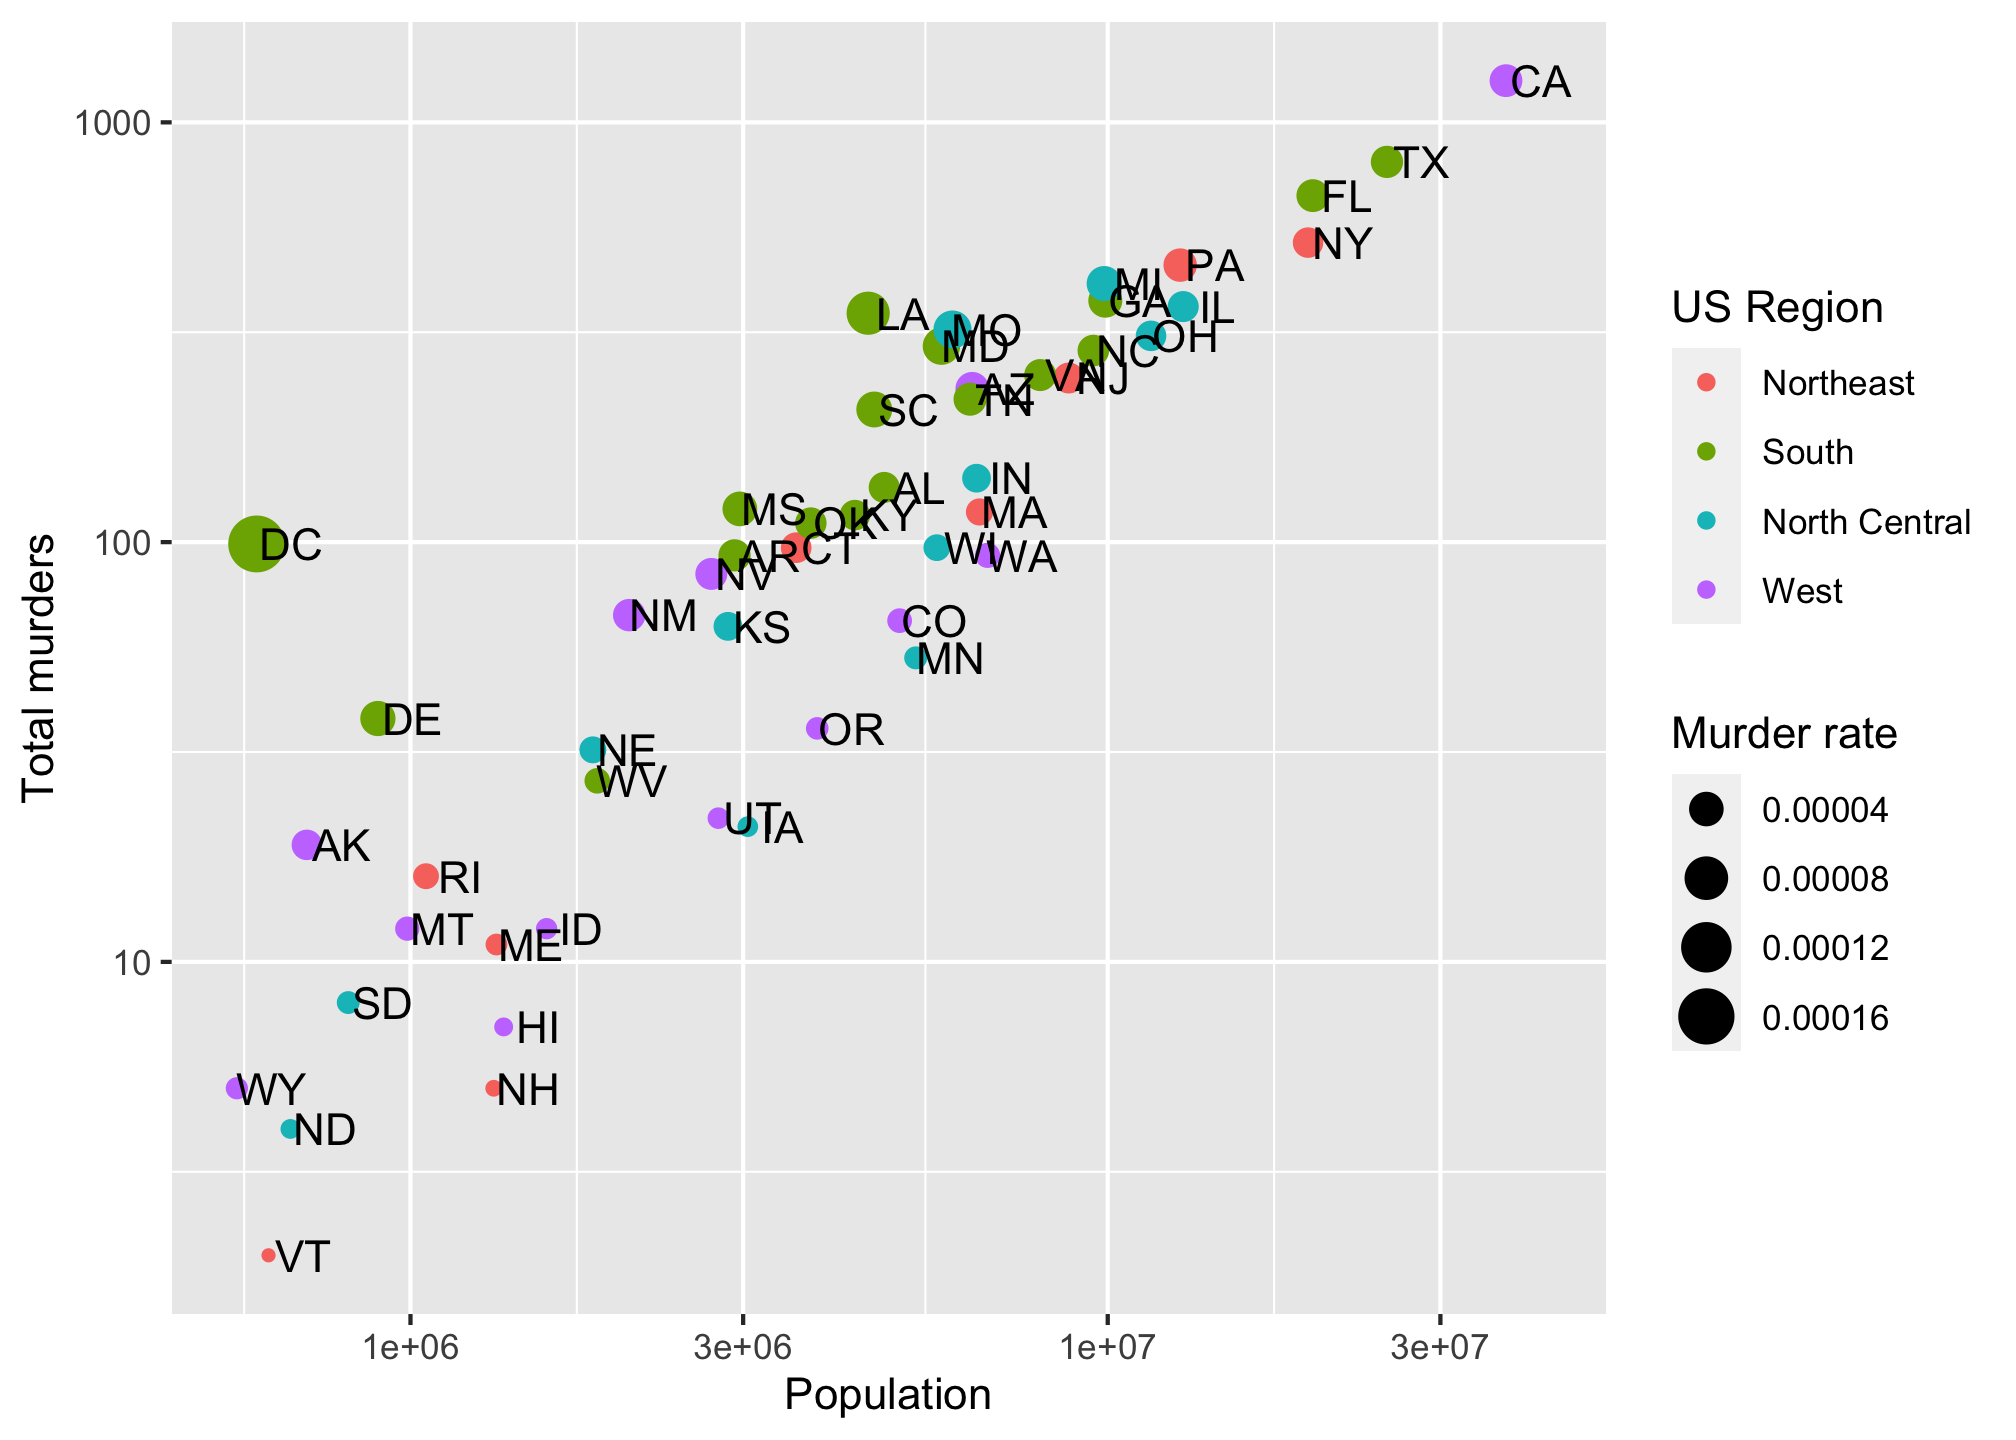 1000
100
10
Total murders
CA
TX
FL
NY
PA
MI
GA
IL
LA
MO
OH
MD
NC
VA
NJ
AZ
TN
SC
IN
AL
MS
MA
KY
OK
DC
CT
WI
WA
AR
NV
NM
CO
KS
MN
DE
OR
NE
WV
UT
IA
AK
RI
MT
ID
ME
SD
HI
WY
NH
ND
VT
1e+06 3e+06 1e+07 3e+07
Population
US Region
Northeast
South
North Central
West
Murder rate
0.00004
0.00008
0.00012
0.00016